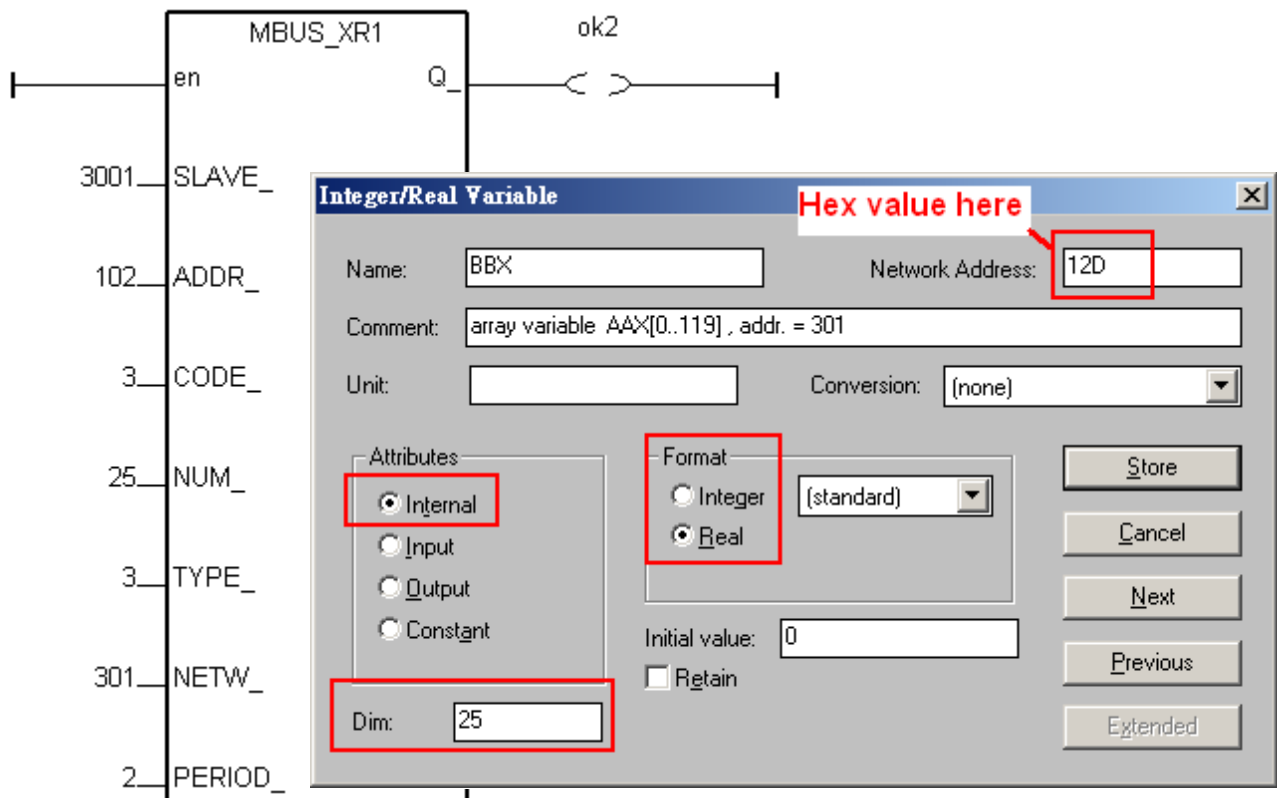 MBUS_XR1
ok2
en
Q_
3001
SLAVE_
102
ADDR_
3
CODE_
25
NUM_
3
TYPE_
301
NETW_
2
PERIOD_
Integer/Real Variable
Hex value here
Name:
BBX
Network Address:
12D
Comment:
array variable AAX[0..119] , addr. = 301
Unit:
Conversion:
(none)
Attributes
Internal
Input
Output
Constant
Format
Integer
(standard)
Real
Initial value:
0
Retain
Dim:
25
Store
Cancel
Next
Previous
Extended